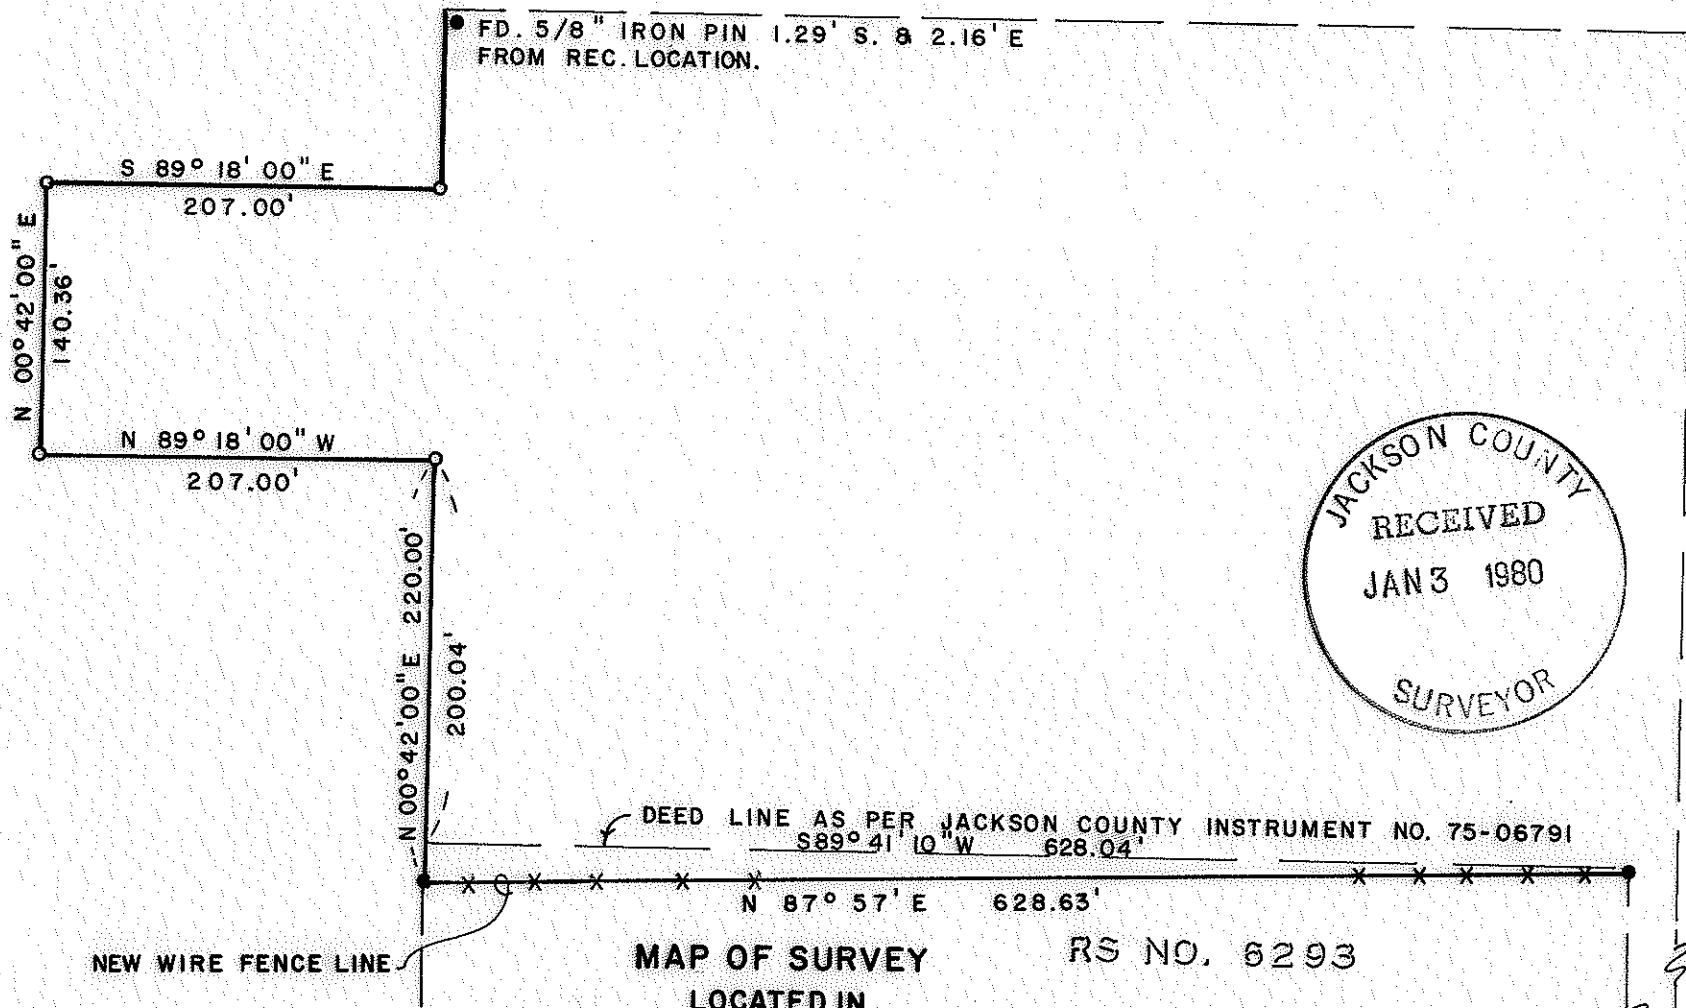 FD. 5/8" IRON PIN 1.29' S. & 2.16' E
FROM REC. LOCATION.
S 89° 18' 00" E
207.00'
N 00° 42' 00" E
140.36'
N 89° 18' 00" W
207.00'
N 00° 42' 00" E 220.00'
200.04'
JACKSON COUNTY
RECEIVED
JAN 3 1980
SURVEYOR
DEED LINE AS PER JACKSON COUNTY INSTRUMENT NO. 75-06791
S89° 41' 10" W 628.04'
N 87° 57' E 628.63'
NEW WIRE FENCE LINE
MAP OF SURVEY
RS NO. 6293
LOCATED IN